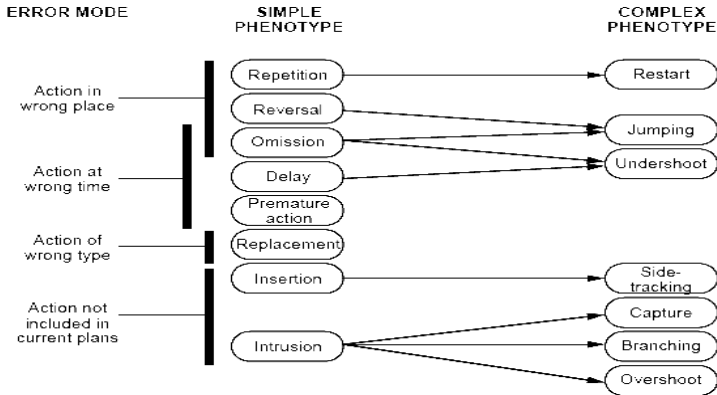 ERROR MODE
SIMPLE
PHENOTYPE
COMPLEX
PHENOTYPE
Action in
wrong place
Action at
wrong time
Action of
wrong type
Action not
included in
current plans
Repetition
Reversal
Omission
Delay
Premature
action
Replacement
Insertion
Intrusion
Restart
Jumping
Undershoot
Side-
tracking
Capture
Branching
Overshoot